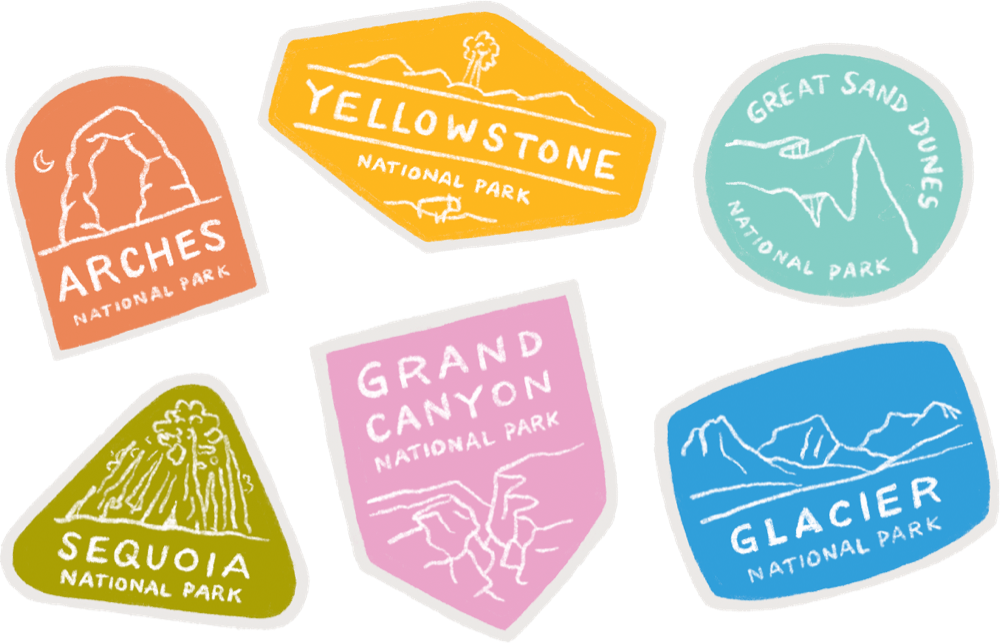 ARCHES
NATIONAL PARK
YELLOWSTONE
NATIONAL PARK
GREAT SAND DUNES
NATIONAL PARK
SEQUOIA
NATIONAL PARK
GRAND
CANYON
NATIONAL PARK
GLACIER
NATIONAL PARK